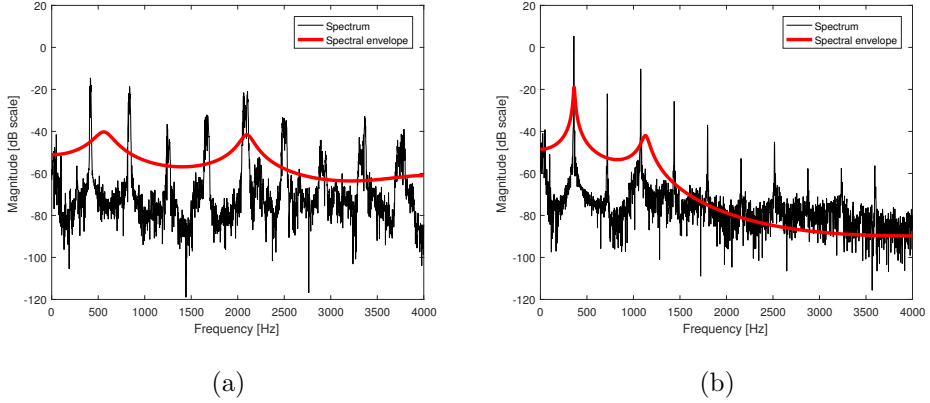 20
0
-20
-40
-60
-80
-100
-120
Magnitude [dB scale]
0 500 1000 1500 2000 2500 3000 3500 4000
Frequency [Hz]
Spectrum
Spectral envelope
(a)
20
0
-20
-40
-60
-80
-100
-120
Magnitude [dB scale]
0 500 1000 1500 2000 2500 3000 3500 4000
Frequency [Hz]
Spectrum
Spectral envelope
(b)